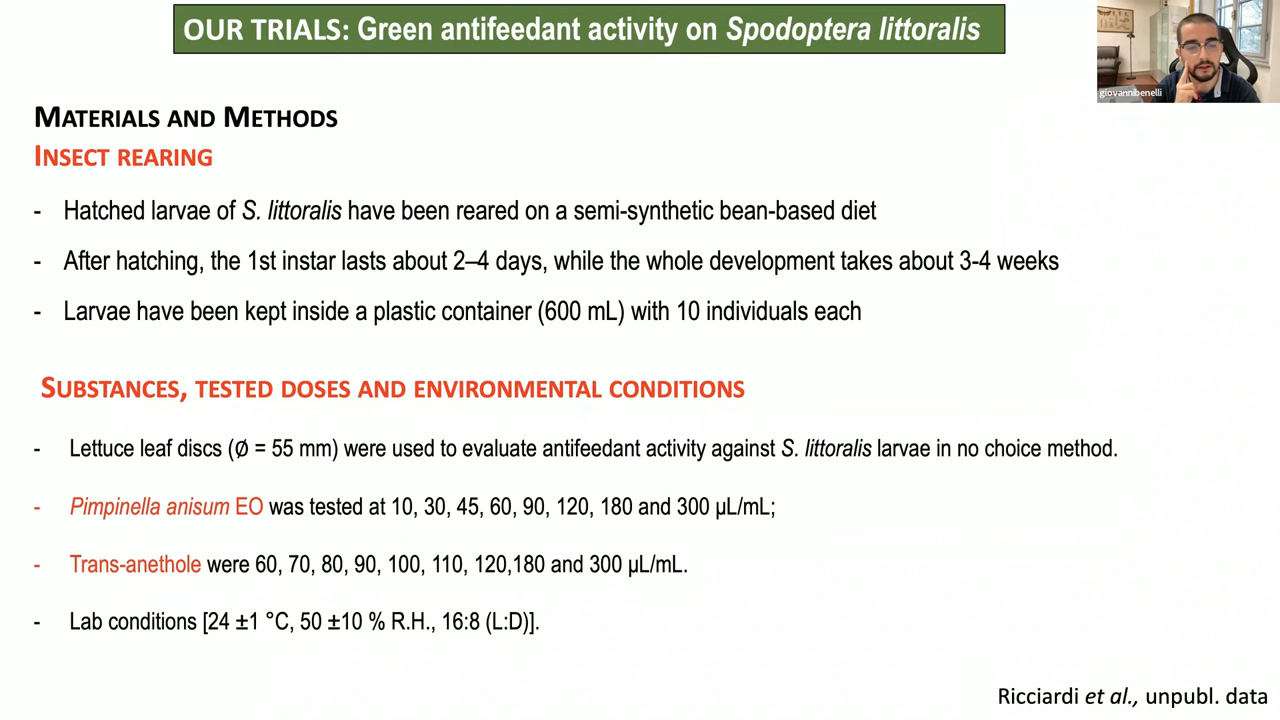 OUR TRIALS: Green antifeedant activity on Spodoptera littoralis
giovannibenelli
MATERIALS AND METHODS
INSECT REARING
- Hatched larvae of S. littoralis have been reared on a semi-synthetic bean-based diet
- After hatching, the 1st instar lasts about 2–4 days, while the whole development takes about 3-4 weeks
- Larvae have been kept inside a plastic container (600 mL) with 10 individuals each
SUBSTANCES, TESTED DOSES AND ENVIRONMENTAL CONDITIONS
- Lettuce leaf discs (Ø = 55 mm) were used to evaluate antifeedant activity against S. littoralis larvae in no choice method.
- Pimpinella anisum EO was tested at 10, 30, 45, 60, 90, 120, 180 and 300 µL/mL;
- Trans-anethole were 60, 70, 80, 90, 100, 110, 120,180 and 300 µL/mL.
- Lab conditions [24 ±1 °C, 50 ±10 % R.H., 16:8 (L:D)].
Ricciardi et al., unpubl. data